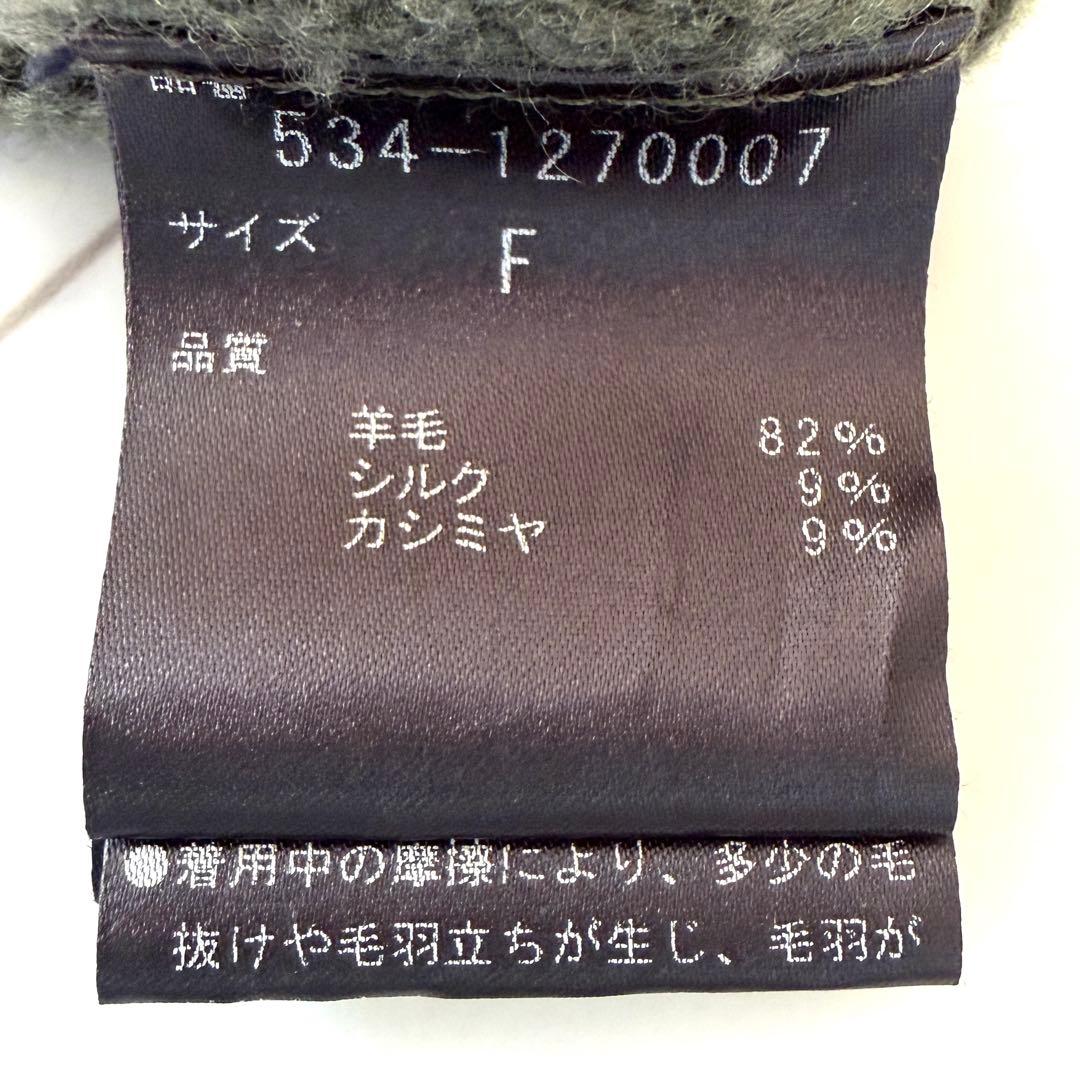 534-1270007
サイズ F
品質
羊毛 82%
シルク 9%
カシミヤ 9%
●着用中の摩擦により、多少の毛
抜けや毛羽立ちが生じ、毛羽が